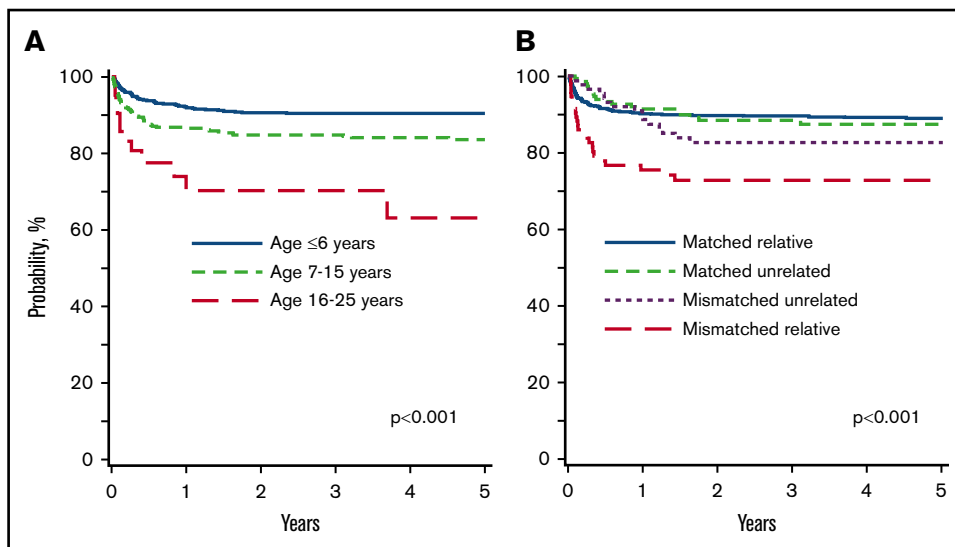 A
Probability, %
100
80
60
40
20
0
Age ≤6 years
Age 7-15 years
Age 16-25 years
p<0.001
0 1 2 3 4 5
Years
B
100
80
60
40
20
0
Matched relative
Matched unrelated
Mismatched unrelated
Mismatched relative
p<0.001
0 1 2 3 4 5
Years